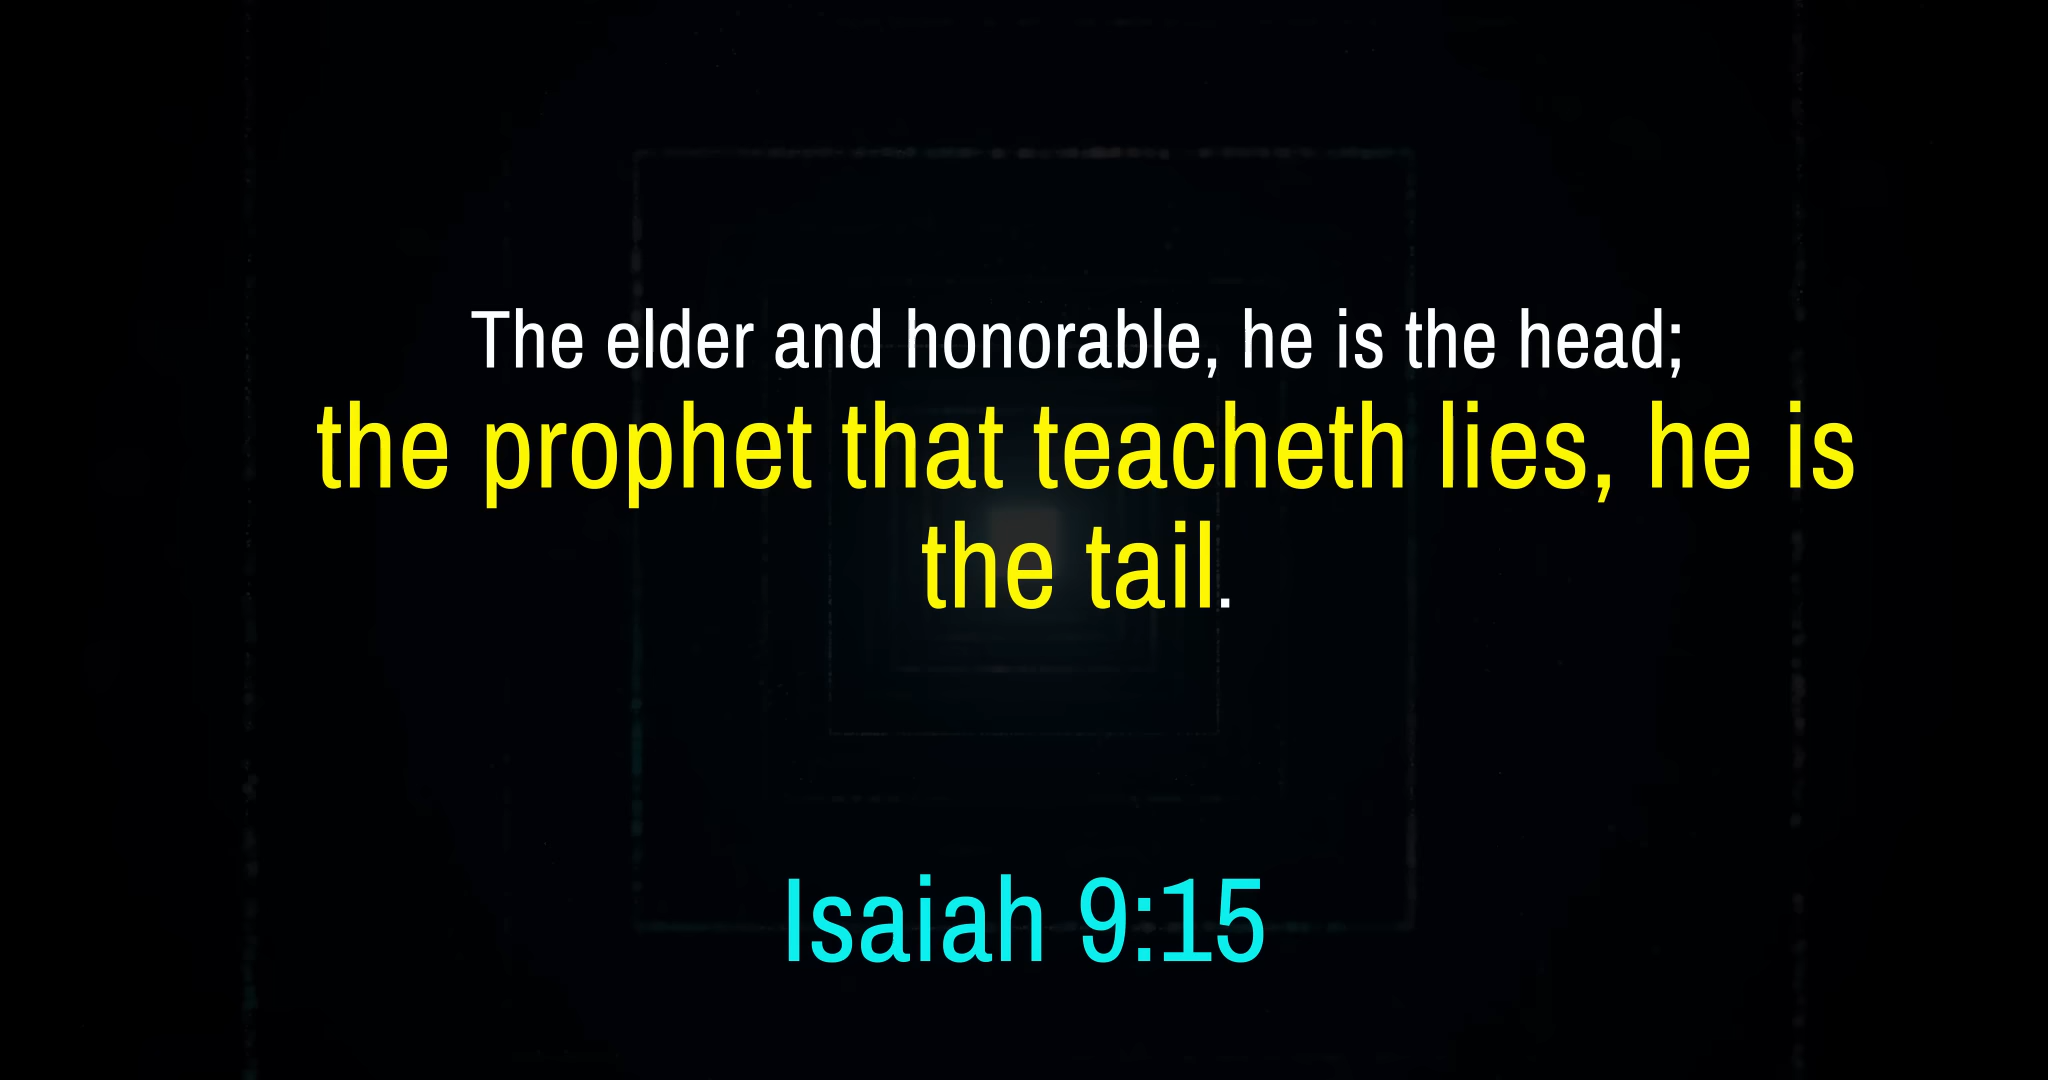 The elder and honorable, he is the head;
the prophet that teacheth lies, he is
the tail.
Isaiah 9:15